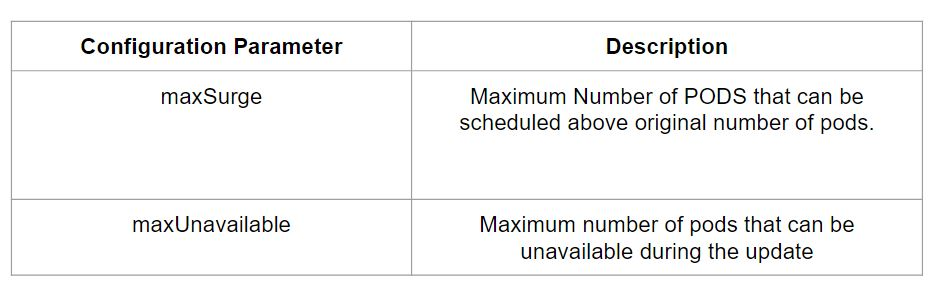 Configuration Parameter
Description
maxSurge
Maximum Number of PODS that can be
scheduled above original number of pods.
maxUnavailable
Maximum number of pods that can be
unavailable during the update